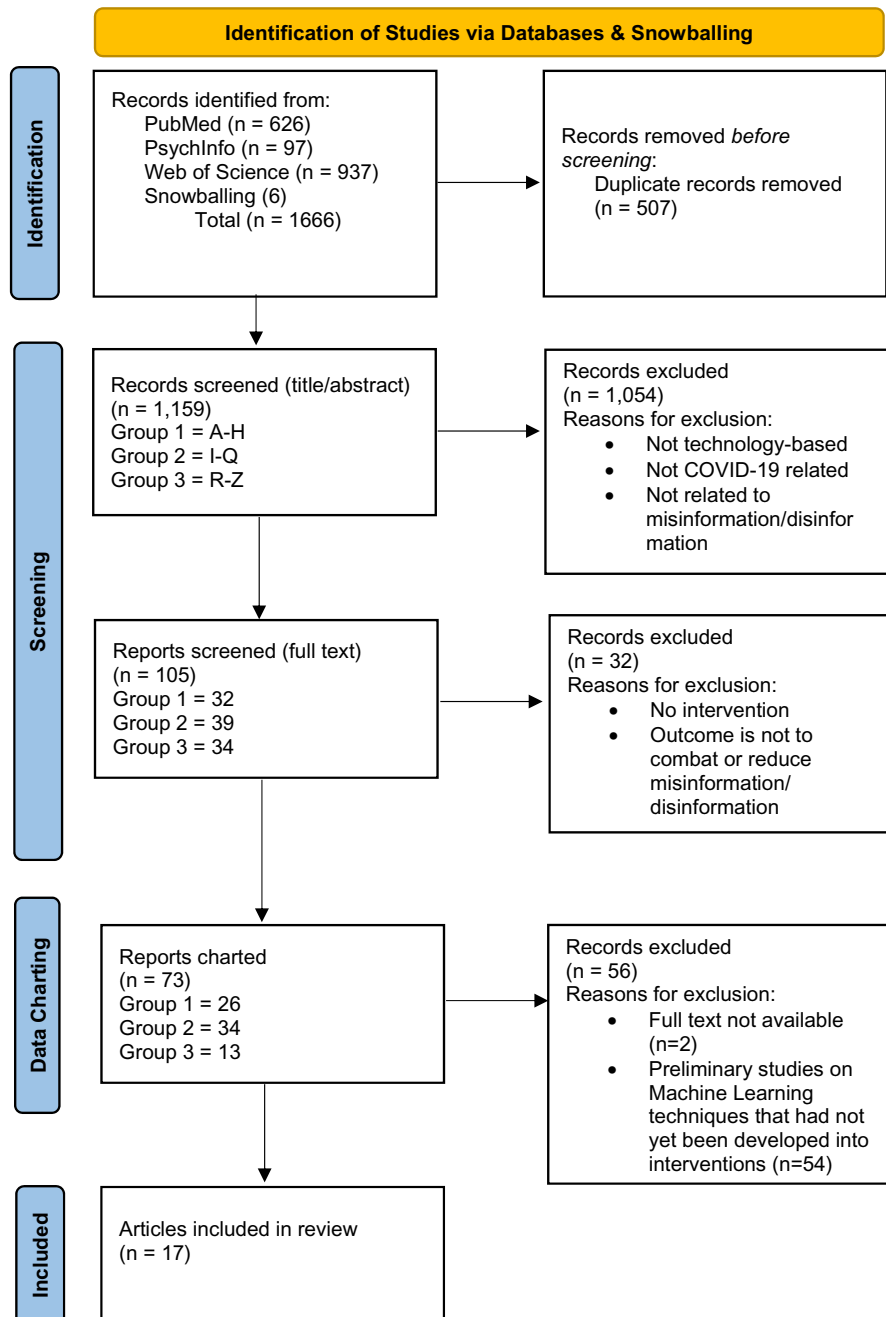 Identification of Studies via Databases & Snowballing
Identification
Records identified from:
PubMed (n = 626)
PsychInfo (n = 97)
Web of Science (n = 937)
Snowballing (6)
Total (n = 1666)
Records removed before
screening:
Duplicate records removed
(n = 507)
Screening
Records screened (title/abstract)
(n = 1,159)
Group 1 = A-H
Group 2 = I-Q
Group 3 = R-Z
Records excluded
(n = 1,054)
Reasons for exclusion:
• Not technology-based
• Not COVID-19 related
• Not related to
misinformation/disinfor
mation
Reports screened (full text)
(n = 105)
Group 1 = 32
Group 2 = 39
Group 3 = 34
Records excluded
(n = 32)
Reasons for exclusion:
• No intervention
• Outcome is not to
combat or reduce
misinformation/
disinformation
Data Charting
Reports charted
(n = 73)
Group 1 = 26
Group 2 = 34
Group 3 = 13
Records excluded
(n = 56)
Reasons for exclusion:
• Full text not available
(n=2)
• Preliminary studies on
Machine Learning
techniques that had not
yet been developed into
interventions (n=54)
Included
Articles included in review
(n = 17)